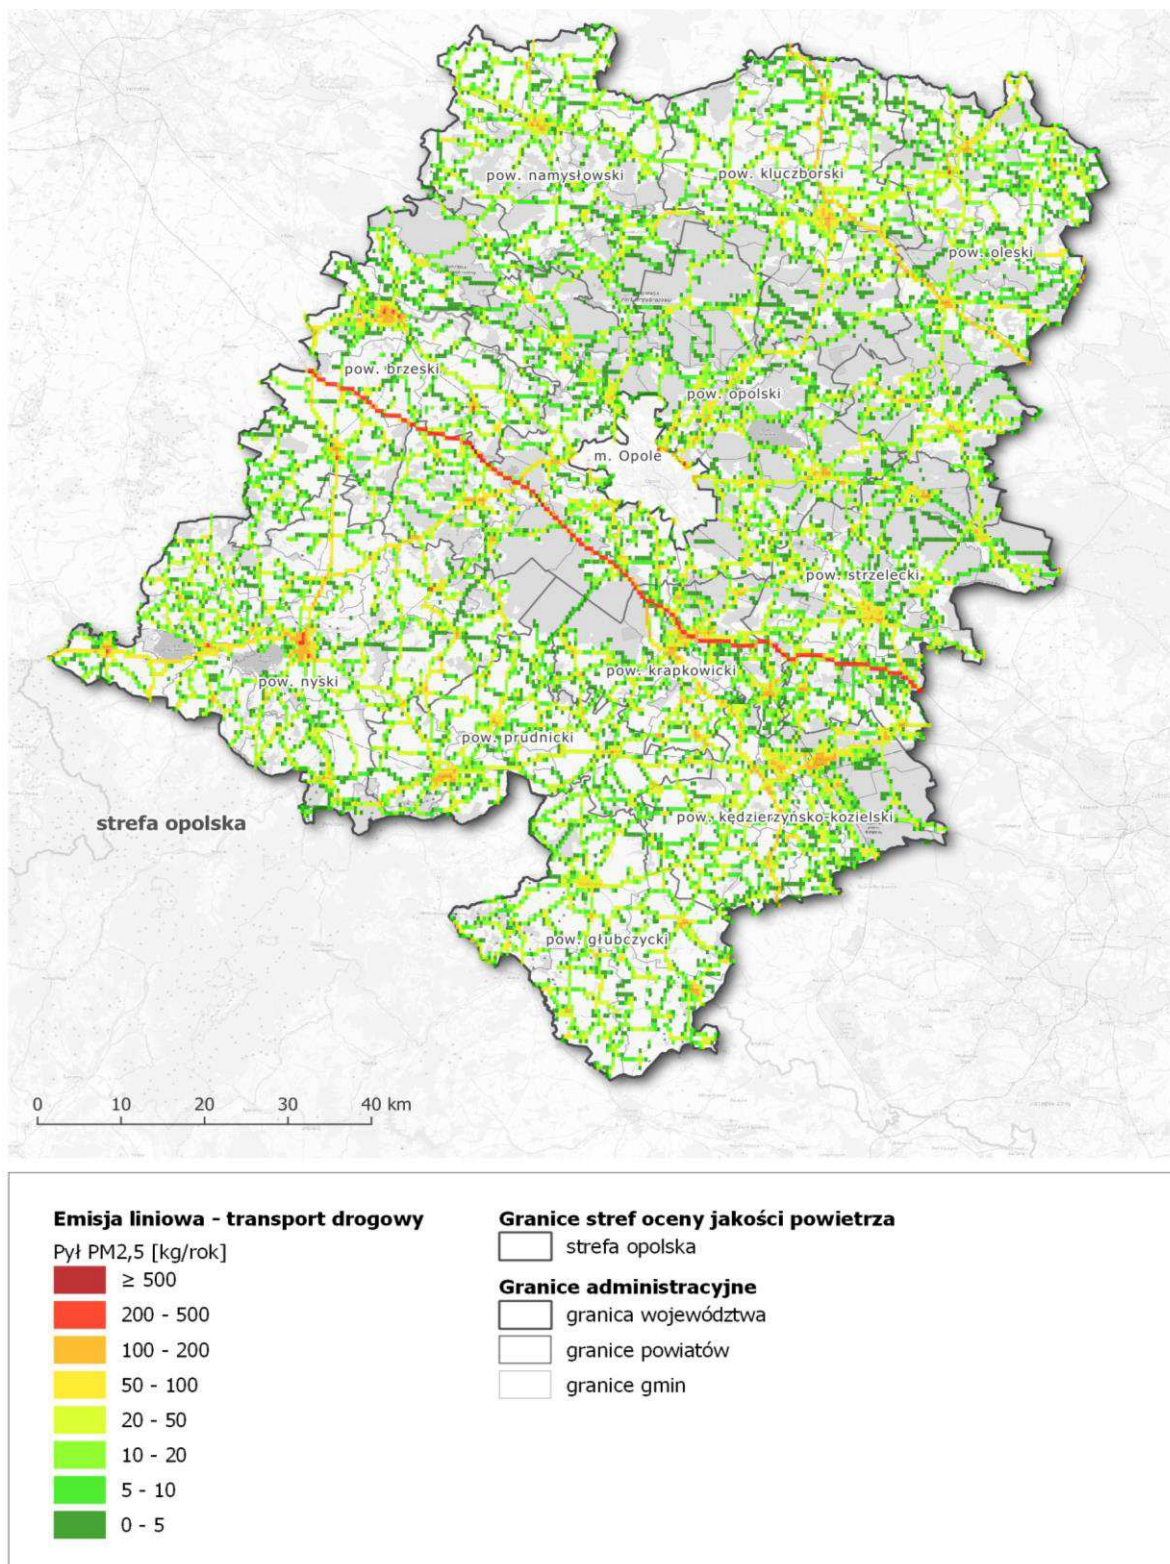 pow. namysłowski
pow. kluczborski
pow. oleski
pow. brzeski
pow. opolski
m. Opole
pow. strzelecki
pow. krapkowicki
pow. nyski
pow. prudnicki
strefa opolska
pow. kędzierzyńsko-kozielski
pow. głubczycki
0 10 20 30 40 km
Emisja liniowa - transport drogowy
Pył PM2,5 [kg/rok]
≥ 500
200 - 500
100 - 200
50 - 100
20 - 50
10 - 20
5 - 10
0 - 5
Granice stref oceny jakości powietrza
strefa opolska
Granice administracyjne
granica województwa
granice powiatów
granice gmin